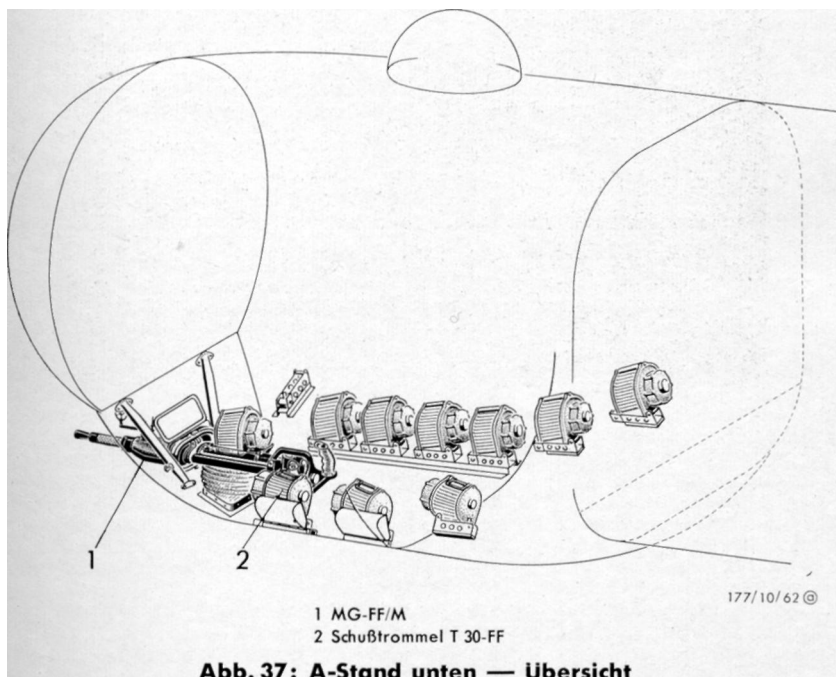 1
2
177/10/62 ⓐ
1 MG-FF/M
2 Schußtrommel T 30-FF
Abb. 37: A-Stand unten — Übersicht